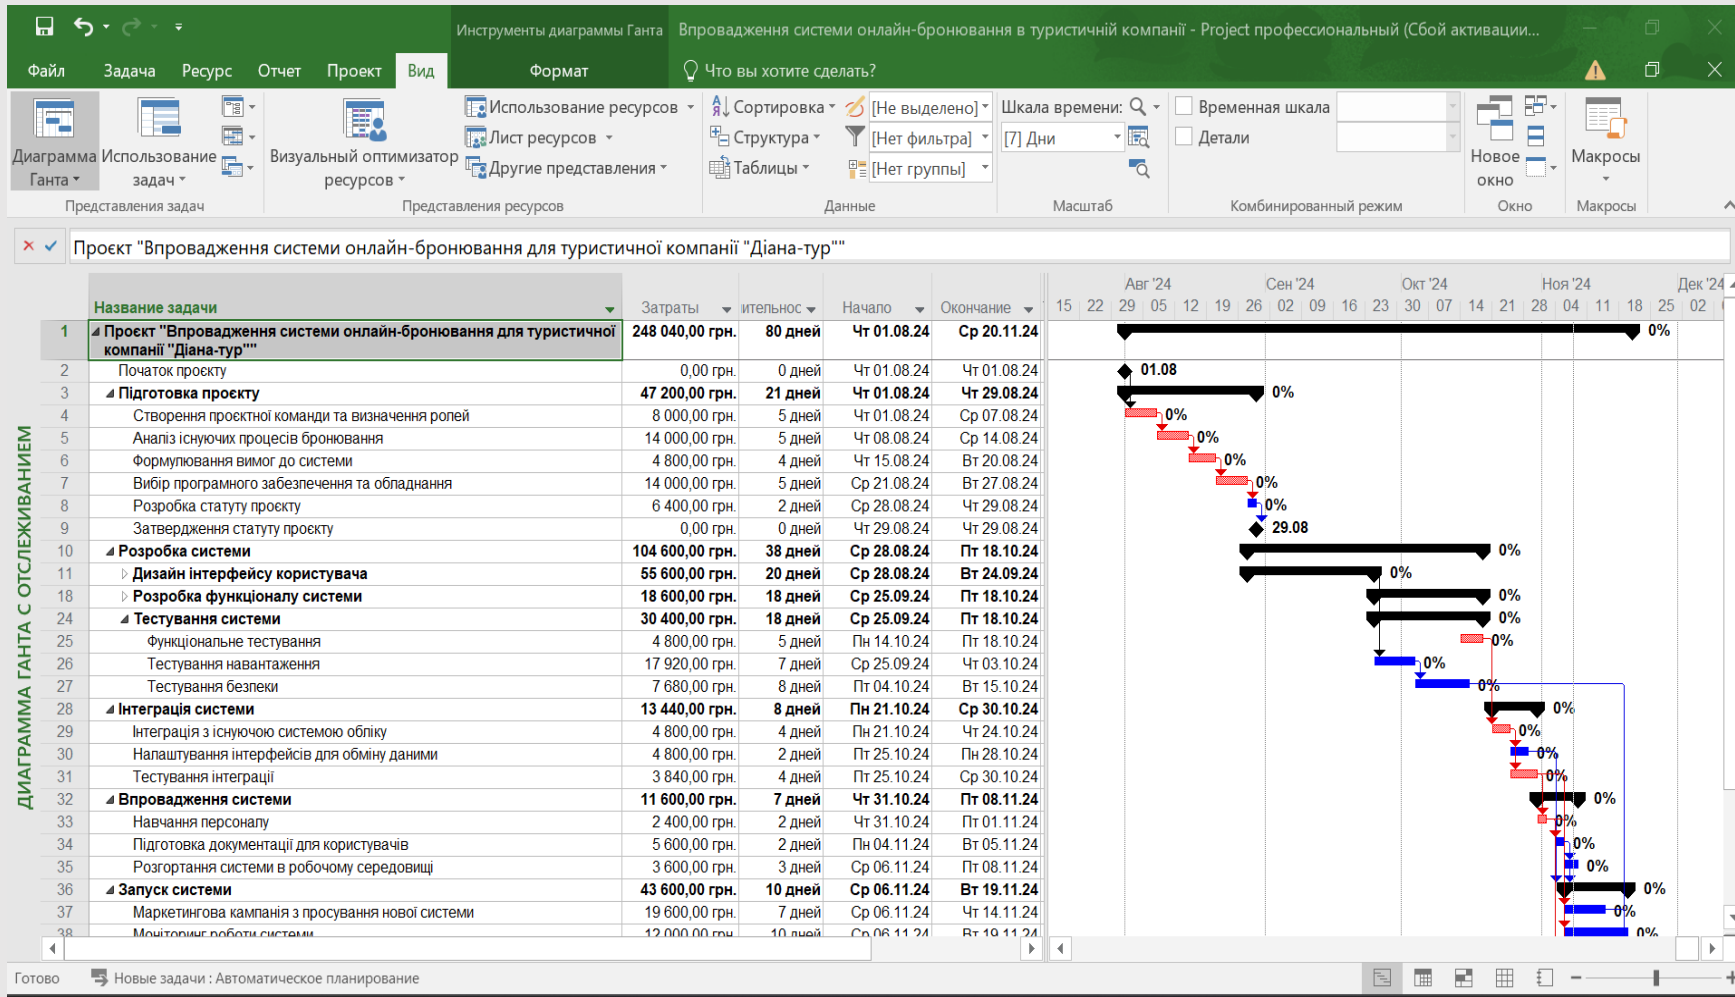 Инструменты диаграммы Ганта
Впровадження системи онлайн-бронювання в туристичній компанії - Project профессиональный (Сбой активации...
Файл Задача Ресурс Отчет Проект Вид Формат Что вы хотите сделать?
Диаграмма Ганта
Использование задач
Представления задач
Визуальный оптимизатор ресурсов
Использование ресурсов
Лист ресурсов
Другие представления
Представления ресурсов
Сортировка
Структура
Таблицы
[Не выделено]
[Нет фильтра]
[Нет группы]
Данные
Шкала времени:
[7] Дни
Масштаб
Временная шкала
Детали
Комбинированный режим
Новое окно
Окно
Макросы
Макросы
Проєкт "Впровадження системи онлайн-бронювання для туристичної компанії "Діана-тур""
ДИАГРАММА ГАНТА С ОТСЛЕЖИВАНИЕМ
Название задачи Затраты ительнос Начало Окончание
Авг '24 Сен '24 Окт '24 Ноя '24 Дек '24
15 22 29 05 12 19 26 02 09 16 23 30 07 14 21 28 04 11 18 25 02
1 Проєкт "Впровадження системи онлайн-бронювання для туристичної компанії "Діана-тур"" 248 040,00 грн. 80 дней Чт 01.08.24 Ср 20.11.24 0%
2 Початок проєкту 0,00 грн. 0 дней Чт 01.08.24 Чт 01.08.24 01.08
3 Підготовка проєкту 47 200,00 грн. 21 дней Чт 01.08.24 Чт 29.08.24 0%
4 Створення проєктної команди та визначення ролей 8 000,00 грн. 5 дней Чт 01.08.24 Ср 07.08.24 0%
5 Аналіз існуючих процесів бронювання 14 000,00 грн. 5 дней Чт 08.08.24 Ср 14.08.24 0%
6 Формулювання вимог до системи 4 800,00 грн. 4 дней Чт 15.08.24 Вт 20.08.24 0%
7 Вибір програмного забезпечення та обладнання 14 000,00 грн. 5 дней Ср 21.08.24 Вт 27.08.24 0%
8 Розробка статуту проєкту 6 400,00 грн. 2 дней Ср 28.08.24 Чт 29.08.24 0%
9 Затвердження статуту проєкту 0,00 грн. 0 дней Чт 29.08.24 Чт 29.08.24 29.08
10 Розробка системи 104 600,00 грн. 38 дней Ср 28.08.24 Пт 18.10.24 0%
11 Дизайн інтерфейсу користувача 55 600,00 грн. 20 дней Ср 28.08.24 Вт 24.09.24 0%
18 Розробка функціоналу системи 18 600,00 грн. 18 дней Ср 25.09.24 Пт 18.10.24 0%
24 Тестування системи 30 400,00 грн. 18 дней Ср 25.09.24 Пт 18.10.24 0%
25 Функціональне тестування 4 800,00 грн. 5 дней Пн 14.10.24 Пт 18.10.24 0%
26 Тестування навантаження 17 920,00 грн. 7 дней Ср 25.09.24 Чт 03.10.24 0%
27 Тестування безпеки 7 680,00 грн. 8 дней Пт 04.10.24 Вт 15.10.24 0%
28 Інтеграція системи 13 440,00 грн. 8 дней Пн 21.10.24 Ср 30.10.24 0%
29 Інтеграція з існуючою системою обліку 4 800,00 грн. 4 дней Пн 21.10.24 Чт 24.10.24 0%
30 Налаштування інтерфейсів для обміну даними 4 800,00 грн. 2 дней Пт 25.10.24 Пн 28.10.24 0%
31 Тестування інтеграції 3 840,00 грн. 4 дней Пт 25.10.24 Ср 30.10.24 0%
32 Впровадження системи 11 600,00 грн. 7 дней Чт 31.10.24 Пт 08.11.24 0%
33 Навчання персоналу 2 400,00 грн. 2 дней Чт 31.10.24 Пт 01.11.24 0%
34 Підготовка документації для користувачів 5 600,00 грн. 2 дней Пн 04.11.24 Вт 05.11.24 0%
35 Розгортання системи в робочому середовищі 3 600,00 грн. 3 дней Ср 06.11.24 Пт 08.11.24 0%
36 Запуск системи 43 600,00 грн. 10 дней Ср 06.11.24 Вт 19.11.24 0%
37 Маркетингова кампанія з просування нової системи 19 600,00 грн. 7 дней Ср 06.11.24 Чт 14.11.24 0%
38 Моніторинг роботи системи 12 000,00 грн. 10 дней Ср 06.11.24 Вт 19.11.24 0%
Готово Новые задачи : Автоматическое планирование